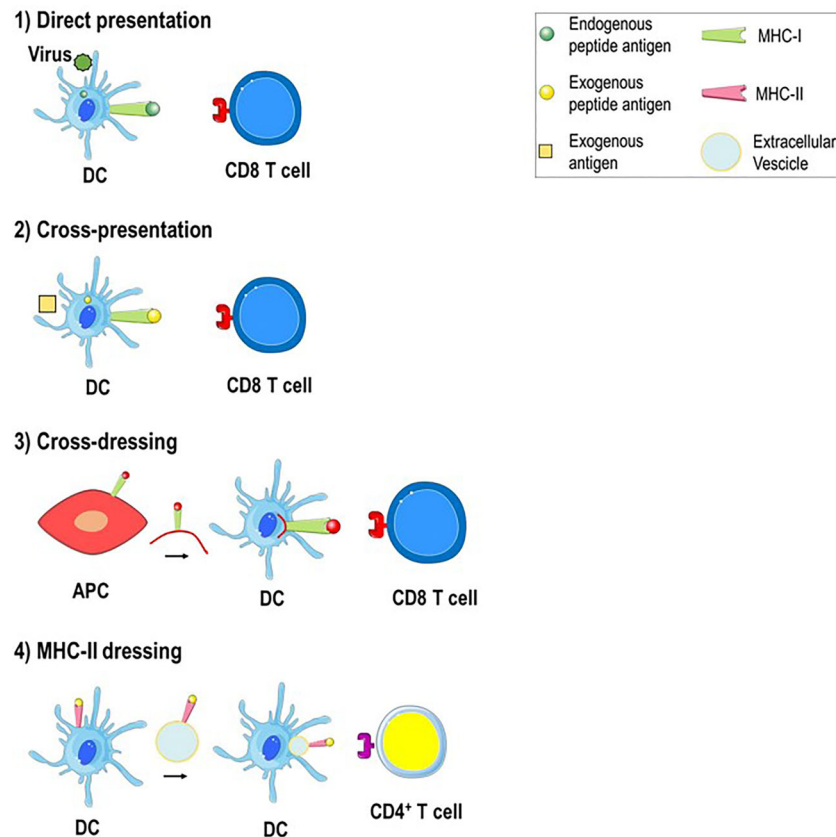 1) Direct presentation
Virus
DC
CD8 T cell
Endogenous
peptide antigen
MHC-I
Exogenous
peptide antigen
MHC-II
Exogenous
antigen
Extracellular
Vescicle
2) Cross-presentation
DC
CD8 T cell
3) Cross-dressing
APC
DC
CD8 T cell
4) MHC-II dressing
DC
DC
CD4⁺ T cell